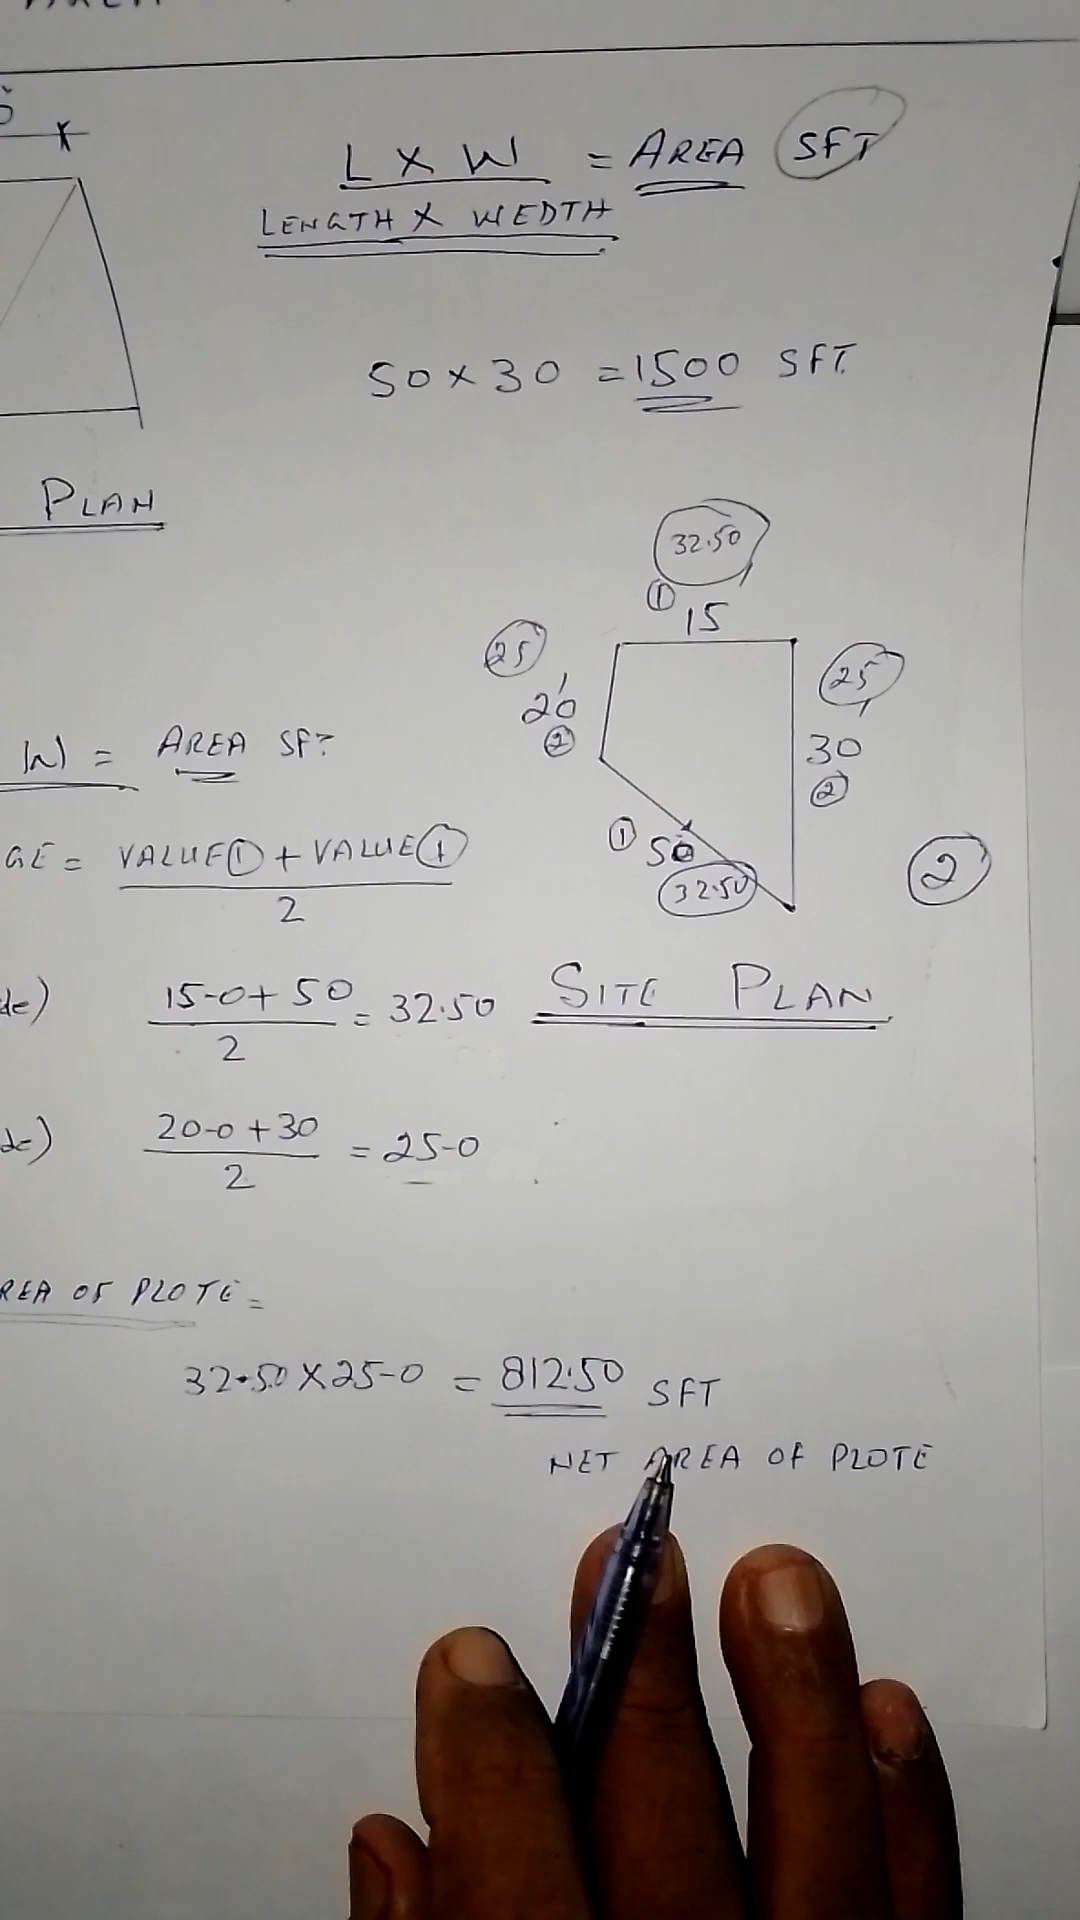 L X W = AREA SFT
LENGTH X WEDTH
50 x 30 = 1500 SFT.
PLAN
32.50
① 15
25
25
20'
②
30
②
W = AREA SFT
① 50
32.50
②
GE = VALUE① + VALUE①
2
SITE PLAN
de) 15-0 + 50 = 32.50
2
de) 20-0 + 30 = 25-0
2
REA OF PLOTE =
32.50 X 25-0 = 812.50 SFT
NET AREA OF PLOTE